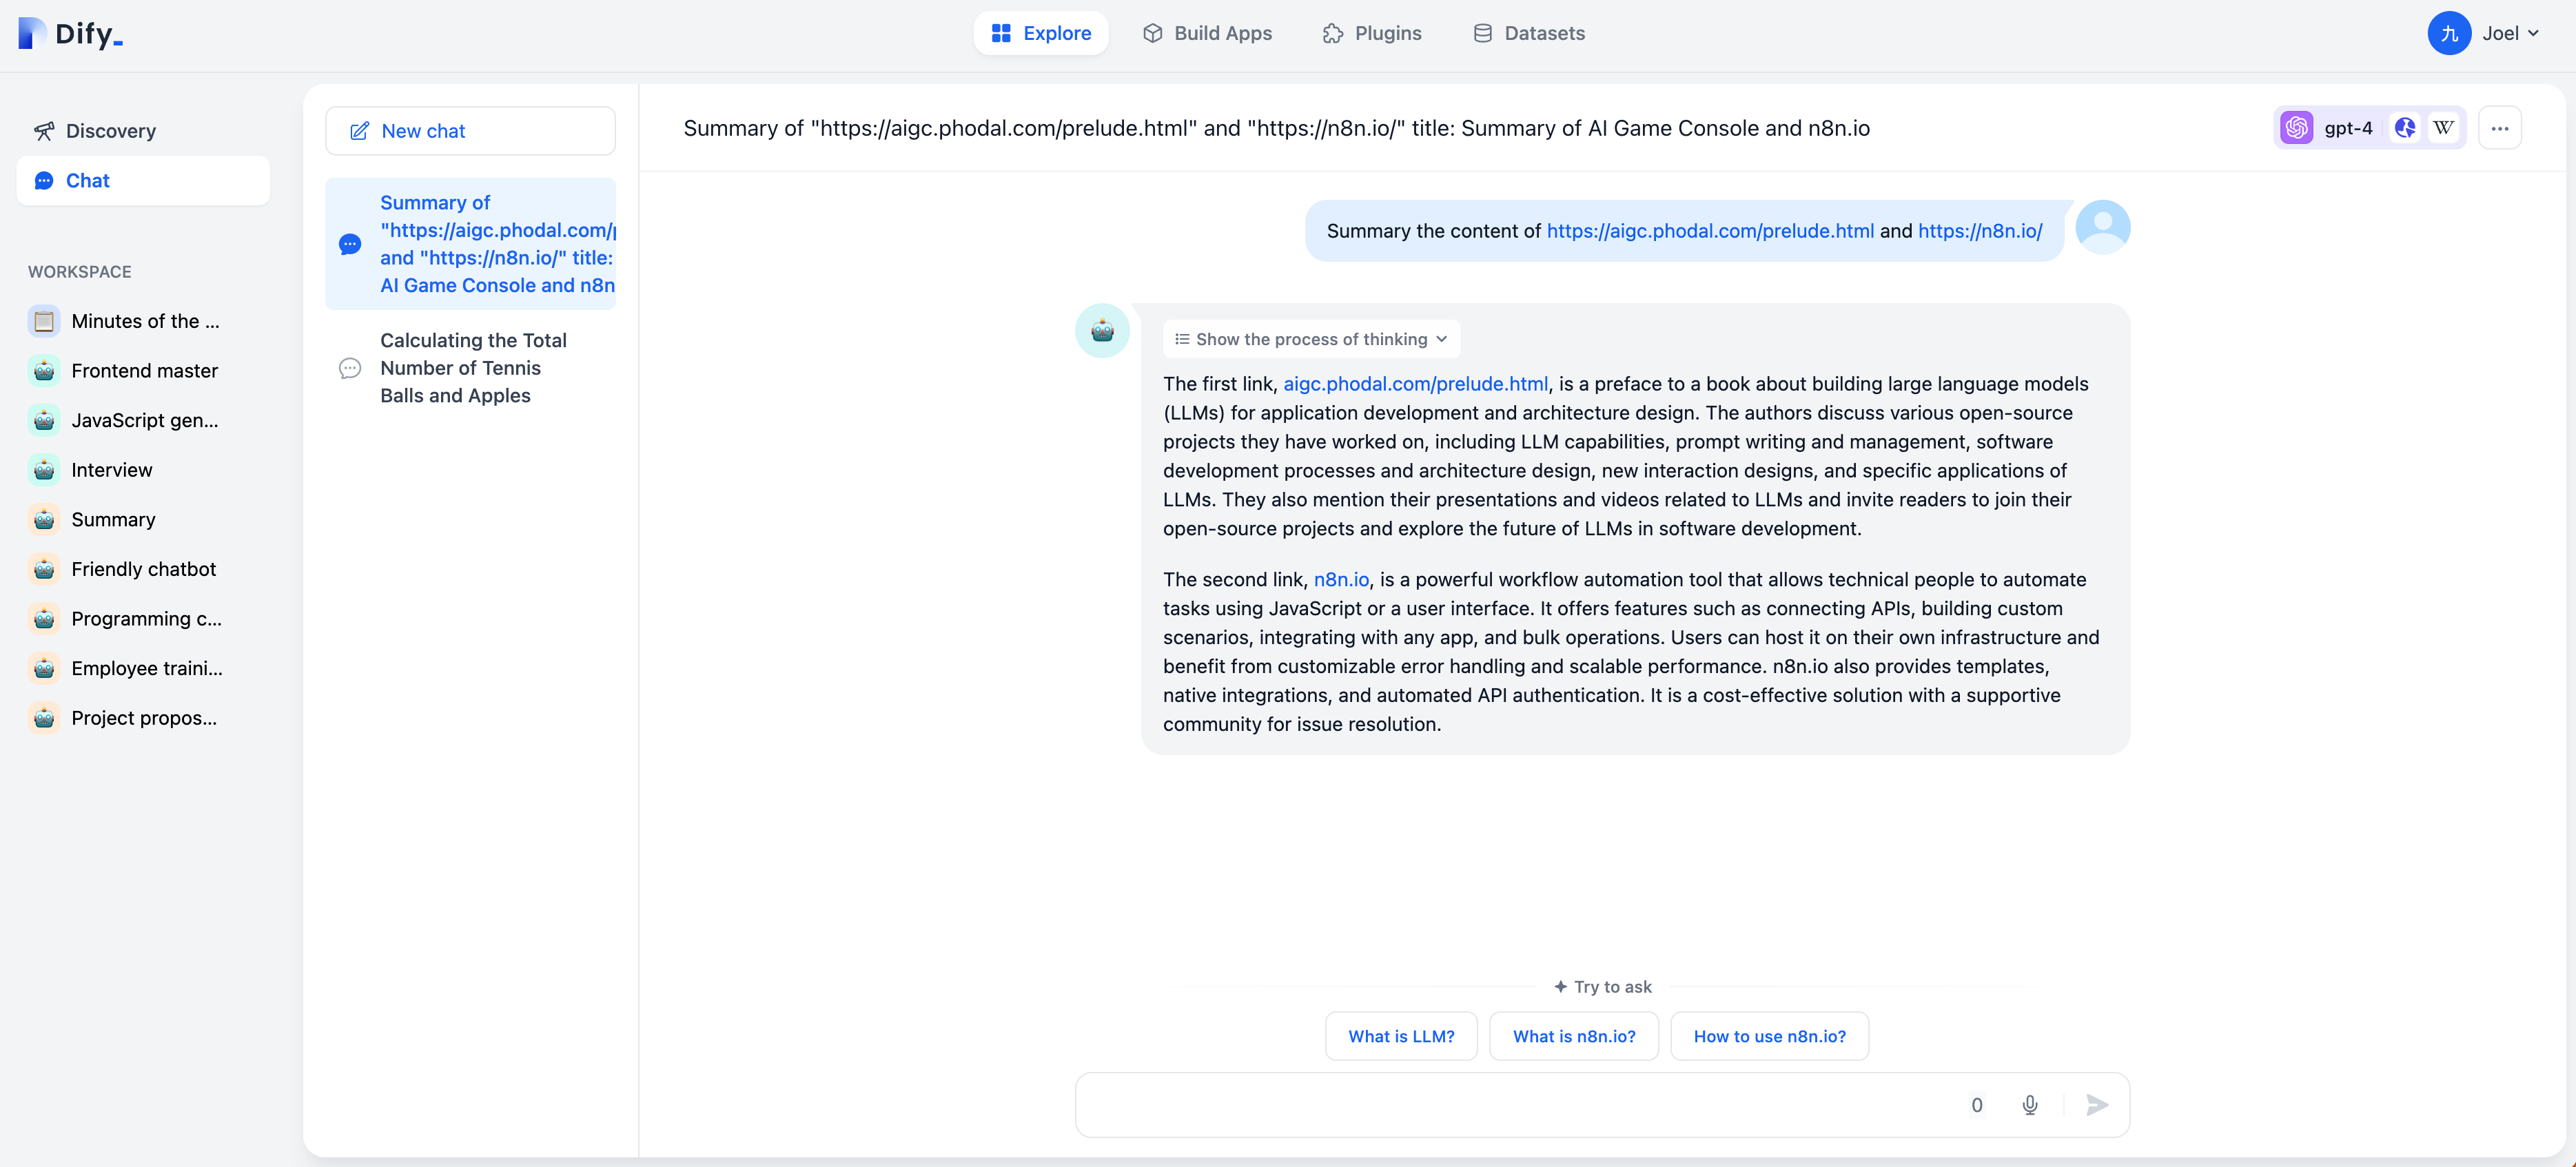 Dify_
Explore
Build Apps
Plugins
Datasets
九
Joel
Discovery
Chat
WORKSPACE
Minutes of the ...
Frontend master
JavaScript gen...
Interview
Summary
Friendly chatbot
Programming c...
Employee traini...
Project propos...
New chat
Summary of
"https://aigc.phodal.com/p
and "https://n8n.io/" title:
AI Game Console and n8n
Calculating the Total
Number of Tennis
Balls and Apples
Summary of "https://aigc.phodal.com/prelude.html" and "https://n8n.io/" title: Summary of AI Game Console and n8n.io
gpt-4
W
Summary the content of https://aigc.phodal.com/prelude.html and https://n8n.io/
Show the process of thinking
The first link, aigc.phodal.com/prelude.html, is a preface to a book about building large language models
(LLMs) for application development and architecture design. The authors discuss various open-source
projects they have worked on, including LLM capabilities, prompt writing and management, software
development processes and architecture design, new interaction designs, and specific applications of
LLMs. They also mention their presentations and videos related to LLMs and invite readers to join their
open-source projects and explore the future of LLMs in software development.
The second link, n8n.io, is a powerful workflow automation tool that allows technical people to automate
tasks using JavaScript or a user interface. It offers features such as connecting APIs, building custom
scenarios, integrating with any app, and bulk operations. Users can host it on their own infrastructure and
benefit from customizable error handling and scalable performance. n8n.io also provides templates,
native integrations, and automated API authentication. It is a cost-effective solution with a supportive
community for issue resolution.
Try to ask
What is LLM?
What is n8n.io?
How to use n8n.io?
0